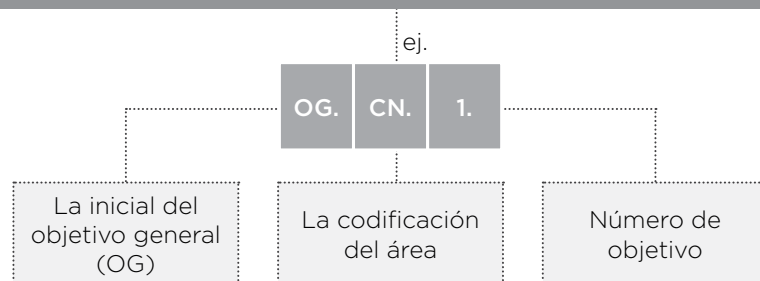 ej.
OG. CN. 1.
La inicial del
objetivo general
(OG)
La codificación
del área
Número de
objetivo